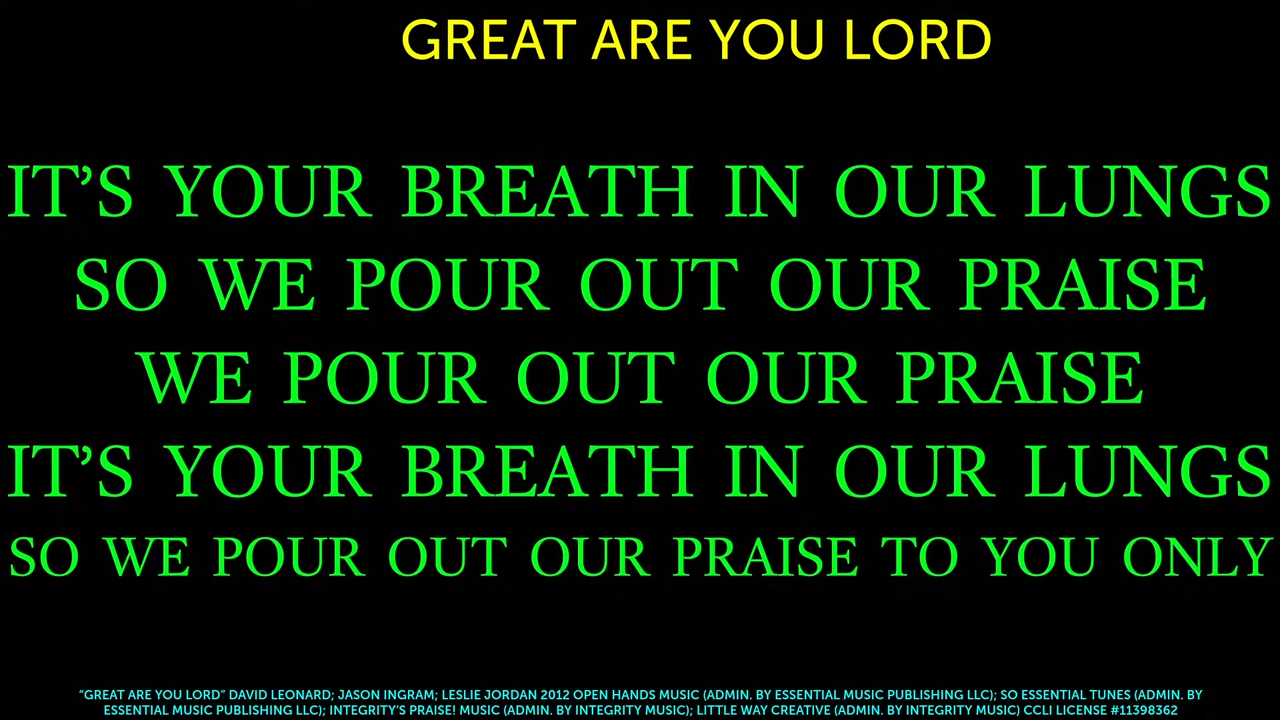 GREAT ARE YOU LORD
IT’S YOUR BREATH IN OUR LUNGS
SO WE POUR OUT OUR PRAISE
WE POUR OUT OUR PRAISE
IT’S YOUR BREATH IN OUR LUNGS
SO WE POUR OUT OUR PRAISE TO YOU ONLY
“GREAT ARE YOU LORD” DAVID LEONARD; JASON INGRAM; LESLIE JORDAN 2012 OPEN HANDS MUSIC (ADMIN. BY ESSENTIAL MUSIC PUBLISHING LLC); SO ESSENTIAL TUNES (ADMIN. BY
ESSENTIAL MUSIC PUBLISHING LLC); INTEGRITY’S PRAISE! MUSIC (ADMIN. BY INTEGRITY MUSIC); LITTLE WAY CREATIVE (ADMIN. BY INTEGRITY MUSIC) CCLI LICENSE #11398362